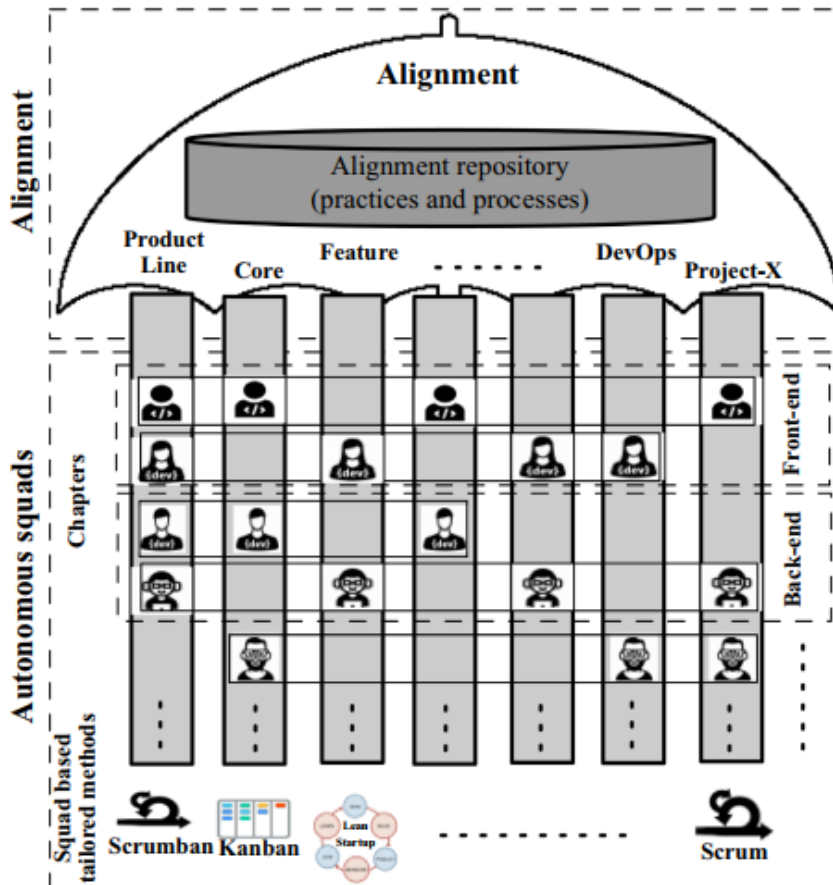 Alignment
Alignment
Alignment repository
(practices and processes)
Product
Line
Core
Feature
DevOps
Project-X
Autonomous squads
Chapters
Front-end
</>
</>
</>
</>
{dev}
{dev}
{dev}
{dev}
Back-end
{dev}
{dev}
{dev}
Squad based
tailored methods
Scrumban
Kanban
Lean
Startup
Scrum